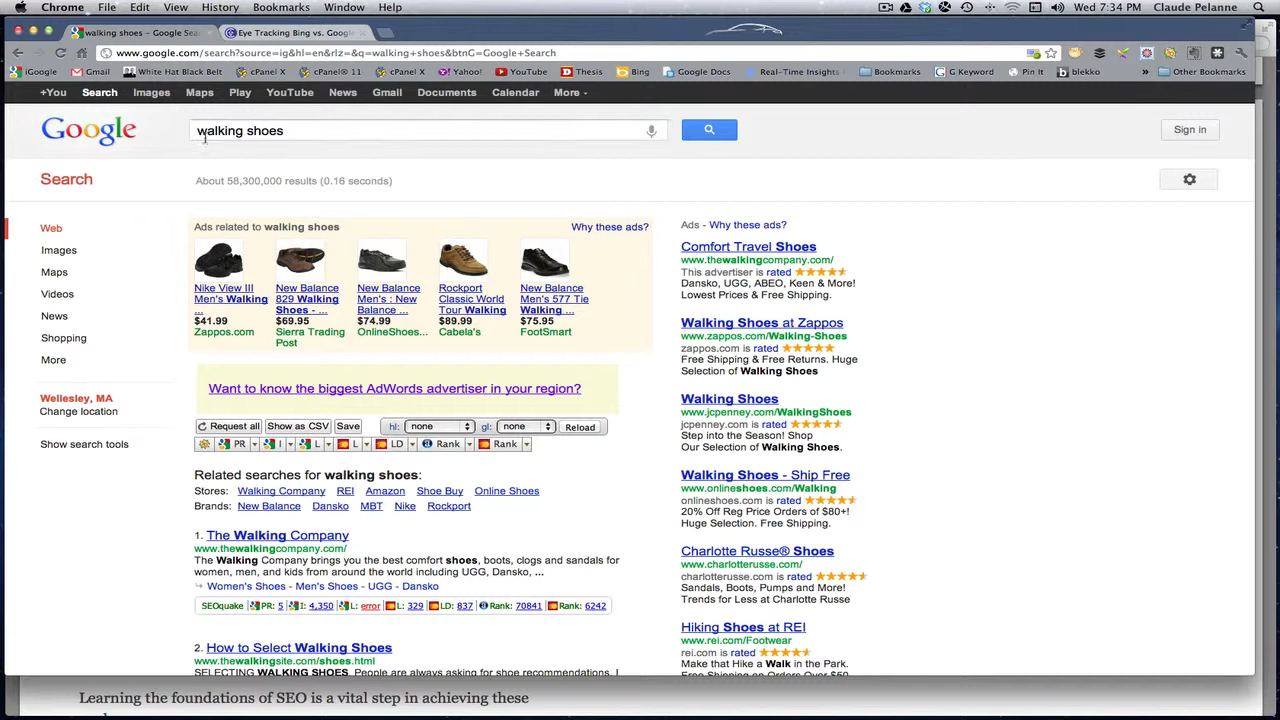 Chrome File Edit View History Bookmarks Window Help Wed 7:34 PM Claude Pelanne
walking shoes – Google Sea Eye Tracking Bing vs. Google
www.google.com/search?source=ig&hl=en&rlz=&q=walking+shoes&btnG=Google+Search
iGoogle Gmail White Hat Black Belt cPanel X cPanel® 11 cPanel X Yahoo! YouTube Thesis Bing Google Docs Real-Time Insights Bookmarks G Keyword Pin It blekko » Other Bookmarks
+You Search Images Maps Play YouTube News Gmail Documents Calendar More
Google walking shoes Sign in
Search About 58,300,000 results (0.16 seconds)
Web
Images
Maps
Videos
News
Shopping
More
Wellesley, MA
Change location
Show search tools
Ads related to walking shoes Why these ads?
Nike View III
Men's Walking
...
$41.99
Zappos.com
New Balance
829 Walking
Shoes - ...
$69.95
Sierra Trading
Post
New Balance
Men's : New
Balance ...
$74.99
OnlineShoes...
Rockport
Classic World
Tour Walking
$89.99
Cabela's
New Balance
Men's 577 Tie
Walking ...
$75.95
FootSmart
Want to know the biggest AdWords advertiser in your region?
Request all Show as CSV Save hl: none gl: none Reload
PR I L L LD Rank Rank
Related searches for walking shoes:
Stores: Walking Company REI Amazon Shoe Buy Online Shoes
Brands: New Balance Dansko MBT Nike Rockport
1. The Walking Company
www.thewalkingcompany.com/
The Walking Company brings you the best comfort shoes, boots, clogs and sandals for
women, men, and kids from around the world including UGG, Dansko, ...
Women's Shoes - Men's Shoes - UGG - Dansko
SEOquake PR: 5 I: 4,350 L: error L: 329 LD: 837 Rank: 70841 Rank: 6242
2. How to Select Walking Shoes
www.thewalkingsite.com/shoes.html
SELECTING WALKING SHOES. People are always asking for shoe recommendations. I
Ads - Why these ads?
Comfort Travel Shoes
www.thewalkingcompany.com/
This advertiser is rated
Dansko, UGG, ABEO, Keen & More!
Lowest Prices & Free Shipping.
Walking Shoes at Zappos
www.zappos.com/Walking-Shoes
zappos.com is rated
Free Shipping & Free Returns. Huge
Selection of Walking Shoes
Walking Shoes
www.jcpenney.com/WalkingShoes
jcpenney.com is rated
Step into the Season! Shop
Our Selection of Walking Shoes.
Walking Shoes - Ship Free
www.onlineshoes.com/Walking
onlineshoes.com is rated
20% Off Reg Price Orders of $80+!
Huge Selection. Free Shipping.
Charlotte Russe® Shoes
www.charlotterusse.com/
charlotterusse.com is rated
Sandals, Boots, Pumps and More!
Trends for Less at Charlotte Russe
Hiking Shoes at REI
www.rei.com/Footwear
rei.com is rated
Make that Hike a Walk in the Park.
Free Shipping on Orders Over $50
Learning the foundations of SEO is a vital step in achieving these